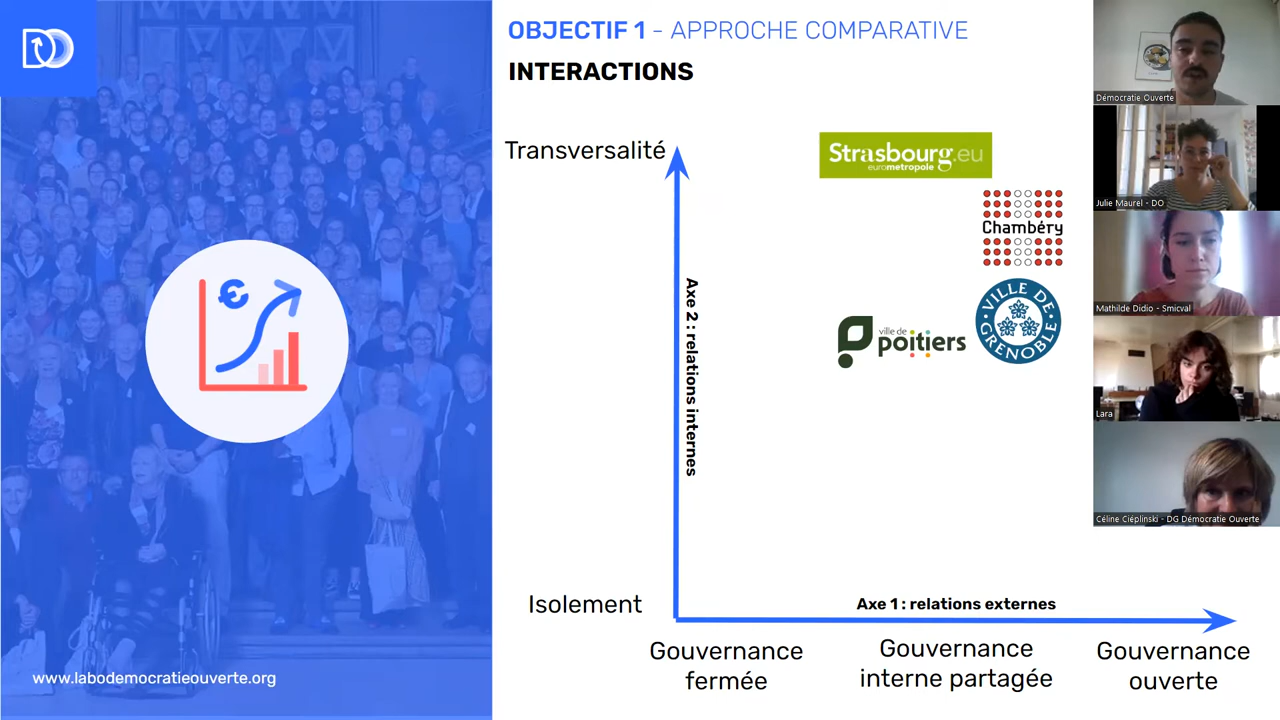 OBJECTIF 1 - APPROCHE COMPARATIVE
INTERACTIONS
Transversalité
Strasbourg.eu
eurometropole
Chambéry
VILLE DE GRENOBLE
ville de
poitiers
Axe 2 : relations internes
Isolement
Axe 1 : relations externes
Gouvernance
fermée
Gouvernance
interne partagée
Gouvernance
ouverte
€
www.labodemocratieouverte.org
Démocratie Ouverte
Julie Maurel - DO
Mathilde Didio - Smicval
Lara
Céline Ciéplinski - DG Démocratie Ouverte